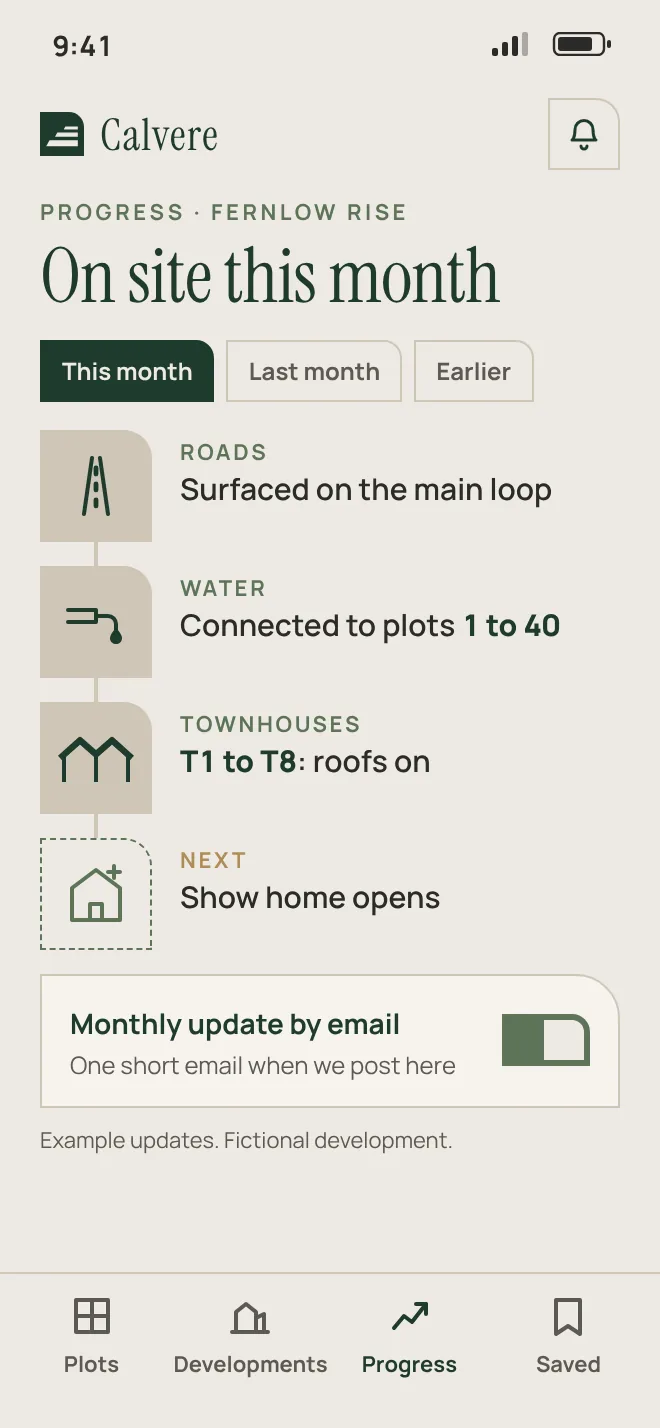 9:41
Calvere
PROGRESS · FERNLOW RISE
On site this month
This month
Last month
Earlier
ROADS
Surfaced on the main loop
WATER
Connected to plots 1 to 40
TOWNHOUSES
T1 to T8: roofs on
NEXT
Show home opens
Monthly update by email
One short email when we post here
Example updates. Fictional development.
Plots
Developments
Progress
Saved